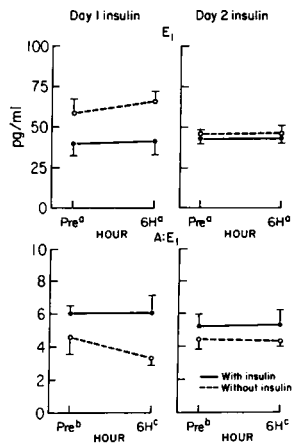 Day 1 insulin
Day 2 insulin
E₁
100
75
50
25
0
pg/ml
Preᵃ
6Hᵃ
HOUR
Preᵃ
6Hᵃ
HOUR
A:E₁
10
8
6
4
2
0
Preᵇ
6Hᶜ
HOUR
Preᵇ
6Hᶜ
HOUR
With insulin
Without insulin